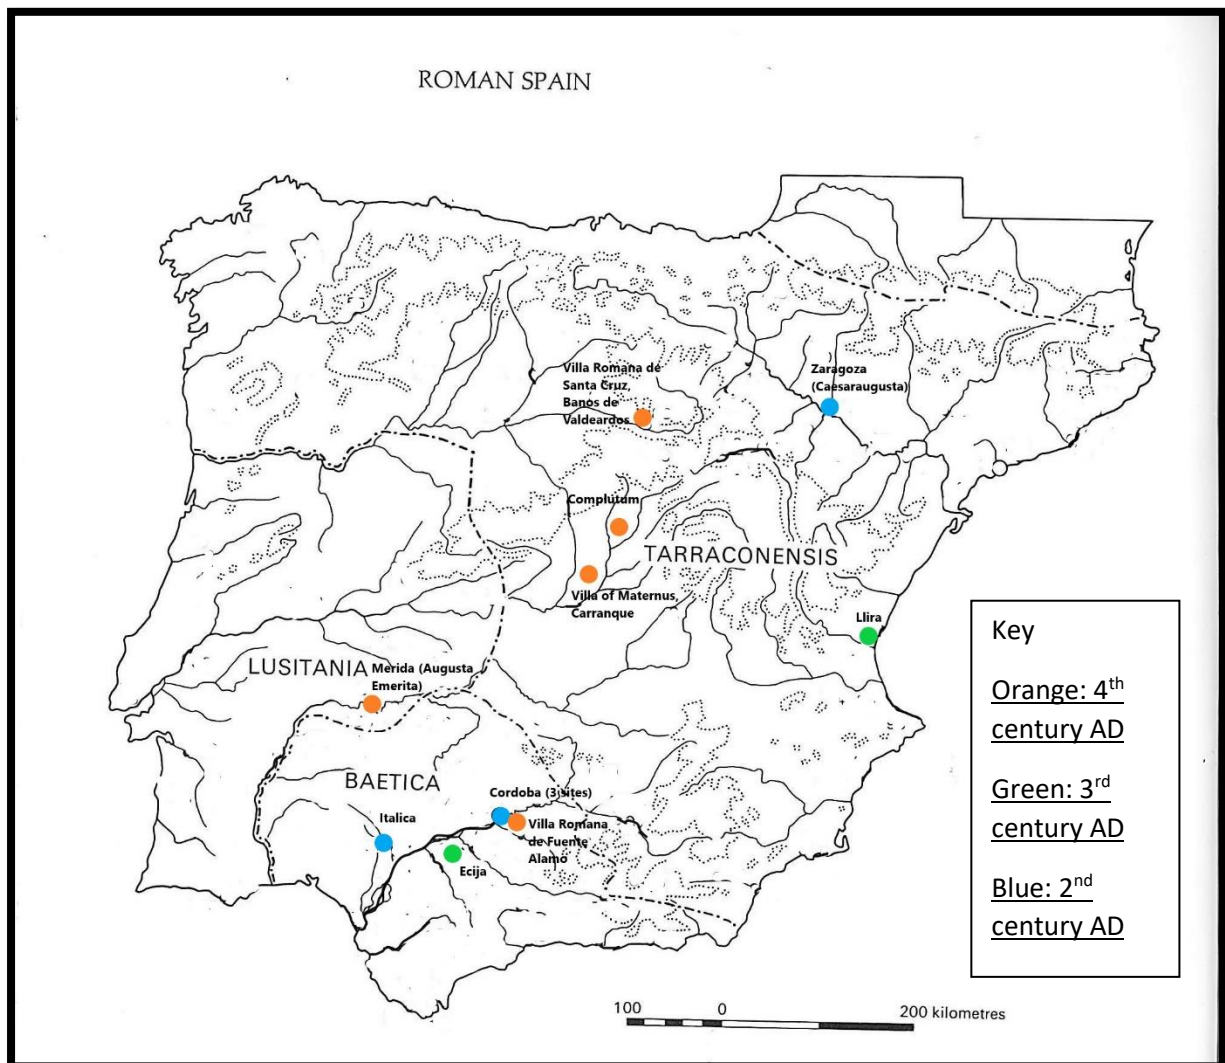 ROMAN SPAIN
Villa Romana de
Santa Cruz,
Banos de
Valdeardos
Zaragoza
(Caesaraugusta)
Complutum
TARRACONENSIS
Villa of Maternus,
Carranque
Llira
LUSITANIA
Merida (Augusta
Emerita)
BAETICA
Cordoba (3 sites)
Italica
Villa Romana
de Fuente
Alamo
Ecija
Key
Orange: 4th
century AD
Green: 3rd
century AD
Blue: 2nd
century AD
100 0 200 kilometres